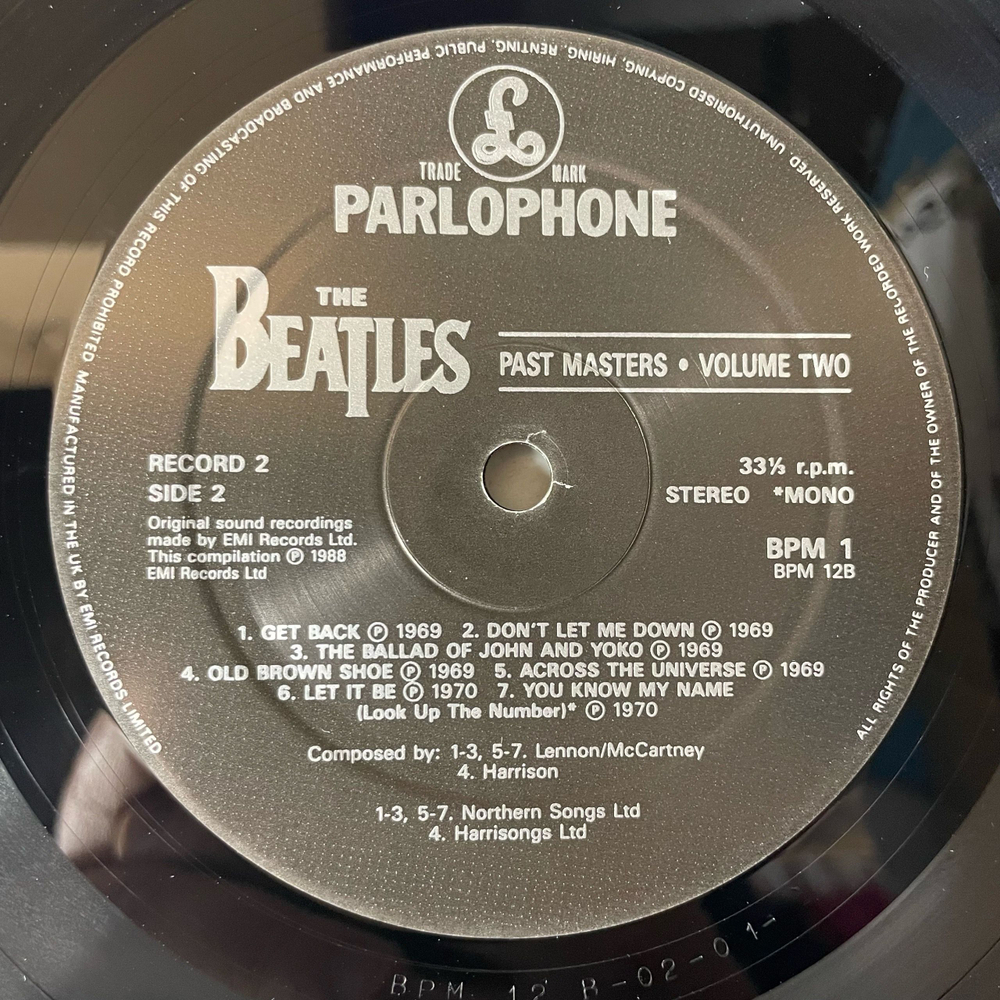 £
TRADE MARK
PARLOPHONE
THE
BEATLES
PAST MASTERS • VOLUME TWO
RECORD 2
SIDE 2
Original sound recordings
made by EMI Records Ltd.
This compilation Ⓟ 1988
EMI Records Ltd
33⅓ r.p.m.
STEREO *MONO
BPM 1
BPM 12B
1. GET BACK Ⓟ 1969 2. DON'T LET ME DOWN Ⓟ 1969
3. THE BALLAD OF JOHN AND YOKO Ⓟ 1969
4. OLD BROWN SHOE Ⓟ 1969 5. ACROSS THE UNIVERSE Ⓟ 1969
6. LET IT BE Ⓟ 1970 7. YOU KNOW MY NAME
(Look Up The Number)* Ⓟ 1970
Composed by: 1-3, 5-7. Lennon/McCartney
4. Harrison
1-3, 5-7. Northern Songs Ltd
4. Harrisongs Ltd
ALL RIGHTS OF THE PRODUCER AND OF THE OWNER OF THE RECORDED WORK RESERVED. UNAUTHORISED COPYING, HIRING, RENTING, PUBLIC PERFORMANCE AND BROADCASTING OF THIS RECORD PROHIBITED MANUFACTURED IN THE UK BY EMI RECORDS LIMITED
BPM 12 B-02-01-